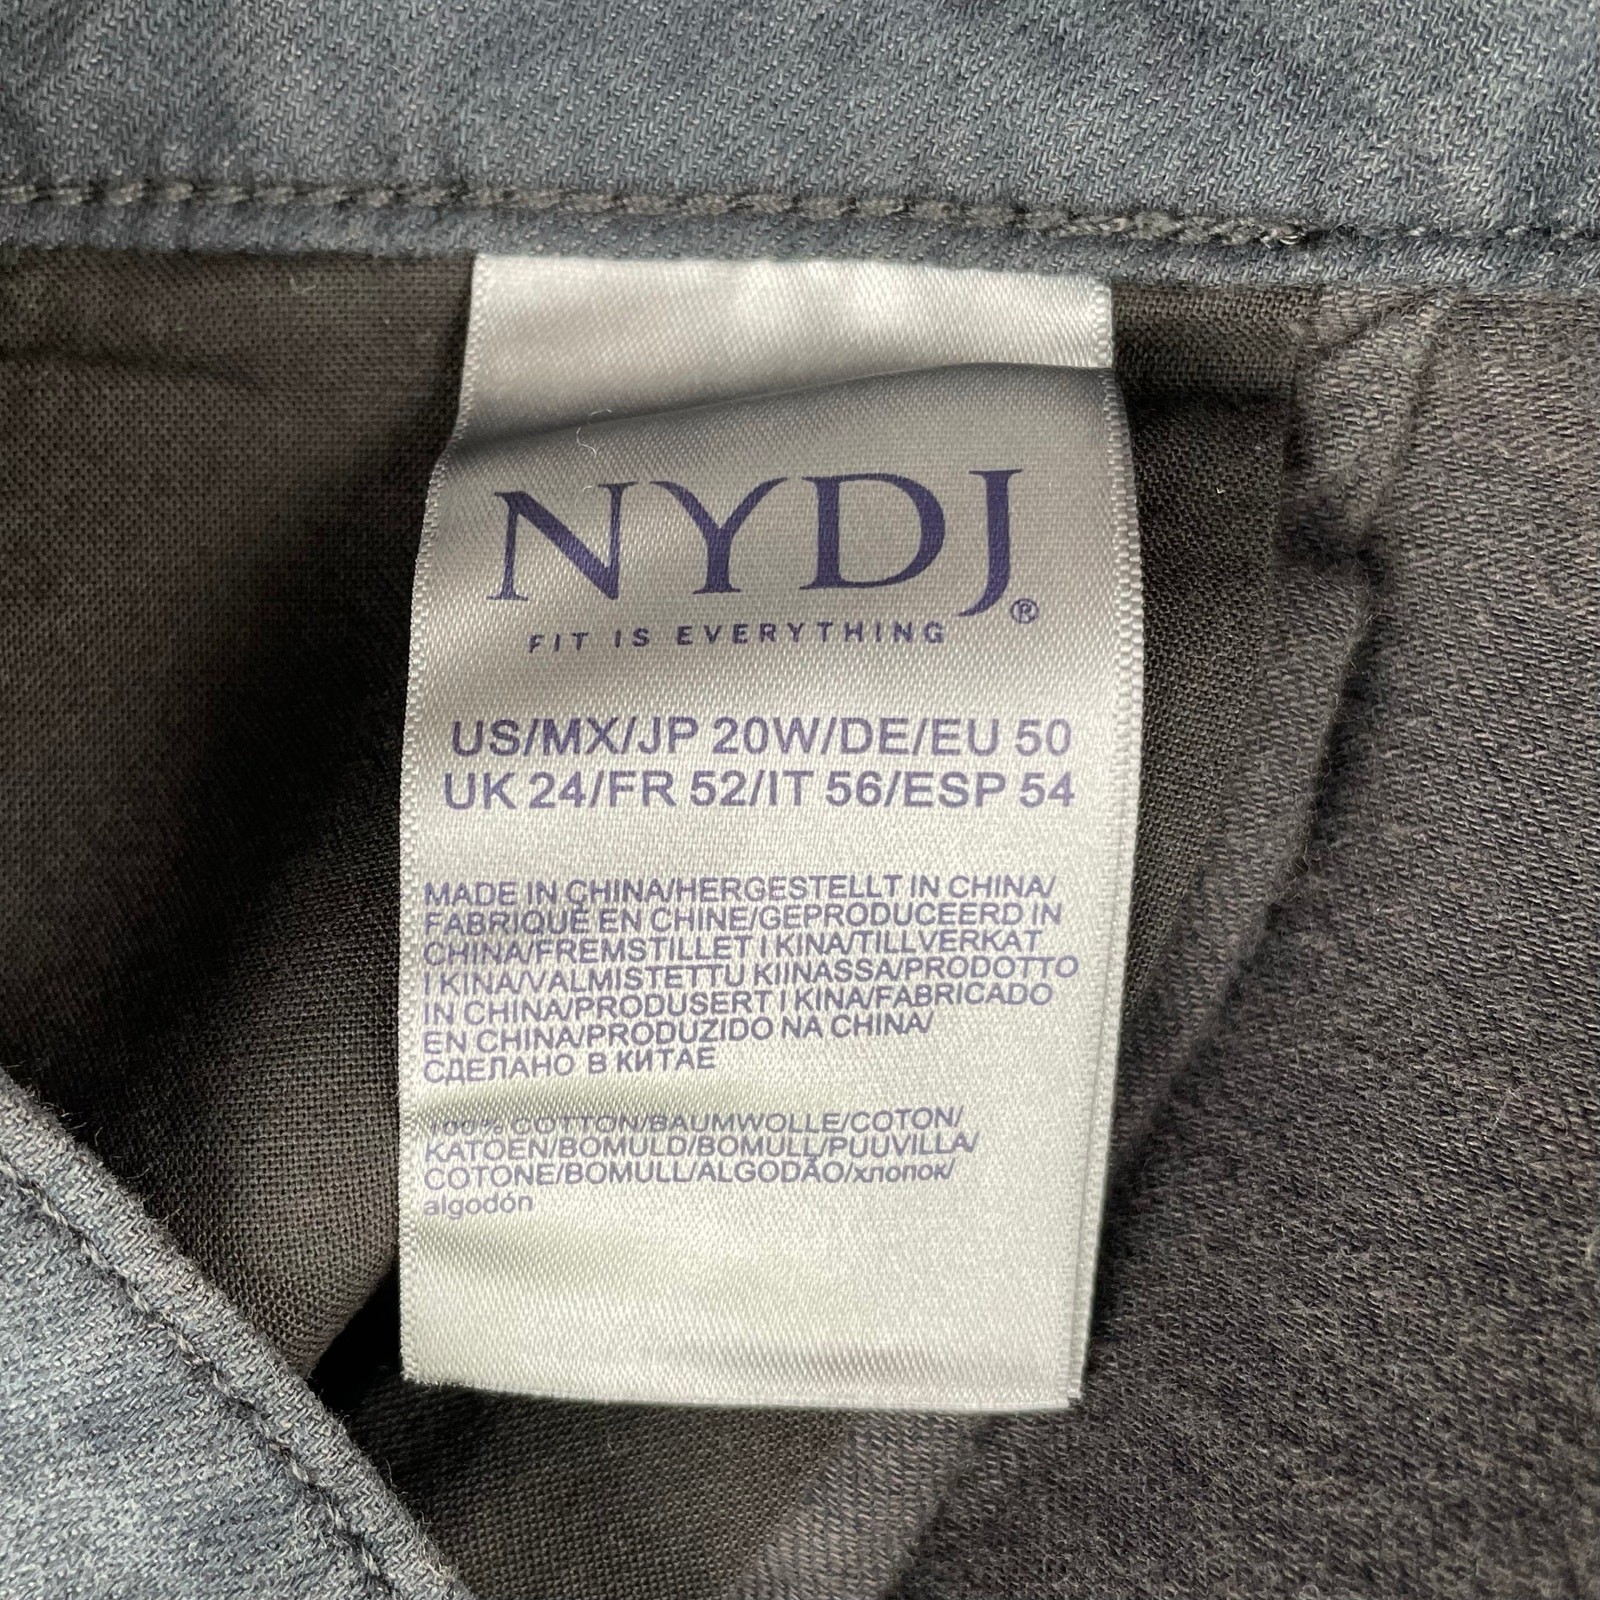 NYDJ®
FIT IS EVERYTHING
US/MX/JP 20W/DE/EU 50
UK 24/FR 52/IT 56/ESP 54
MADE IN CHINA/HERGESTELLT IN CHINA/
FABRIQUÉ EN CHINE/GEPRODUCEERD IN
CHINA/FREMSTILLET I KINA/TILLVERKAT
I KINA/VALMISTETTU KIINASSA/PRODOTTO
IN CHINA/PRODUSERT I KINA/FABRICADO
EN CHINA/PRODUZIDO NA CHINA/
СДЕЛАНО В КИТАЕ
100% COTTON/BAUMWOLLE/COTON/
KATOEN/BOMULD/BOMULL/PUUVILLA/
COTONE/BOMULL/ALGODÃO/хлопок/
algodón